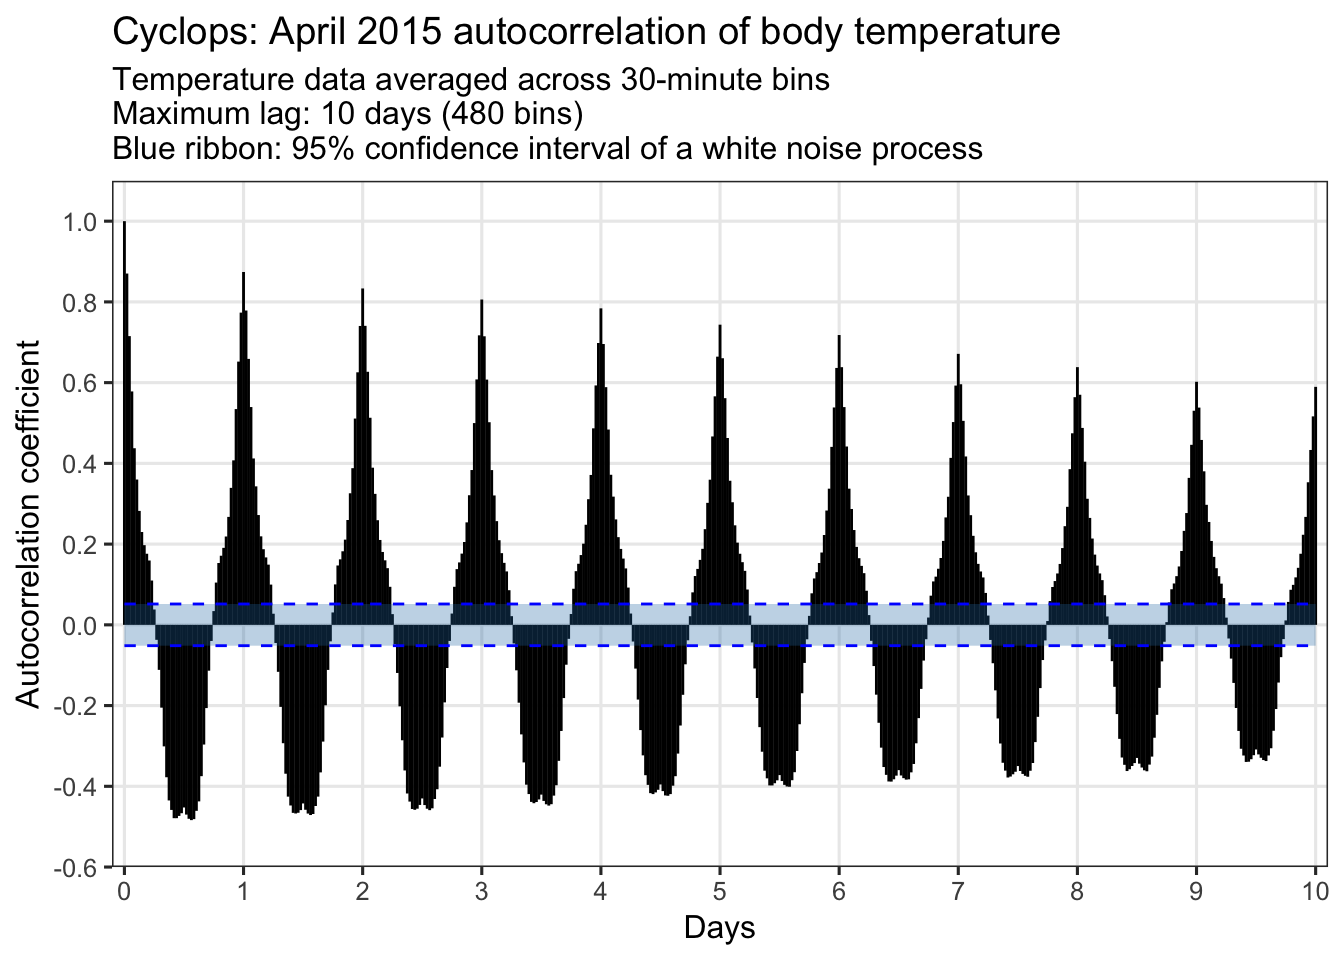 Cyclops: April 2015 autocorrelation of body temperature
Temperature data averaged across 30-minute bins
Maximum lag: 10 days (480 bins)
Blue ribbon: 95% confidence interval of a white noise process
Autocorrelation coefficient
1.0
0.8
0.6
0.4
0.2
0.0
-0.2
-0.4
-0.6
0 1 2 3 4 5 6 7 8 9 10
Days